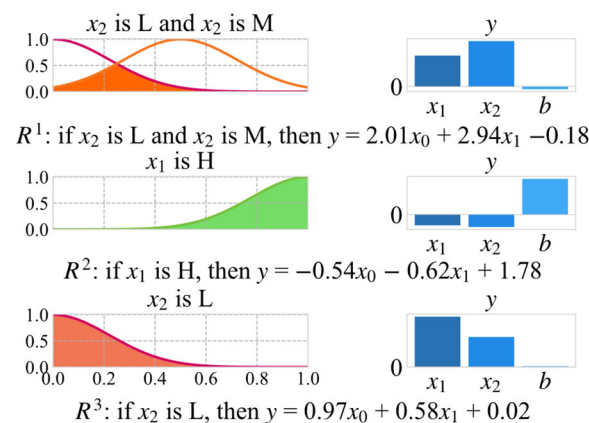 x₂ is L and x₂ is M
y
1.0
0.5
0.0
0
x₁ x₂ b
R¹: if x₂ is L and x₂ is M, then y = 2.01x₀ + 2.94x₁ −0.18
x₁ is H
y
1.0
0.5
0.0
0
x₁ x₂ b
R²: if x₁ is H, then y = −0.54x₀ − 0.62x₁ + 1.78
x₂ is L
y
1.0
0.5
0.0
0.0 0.2 0.4 0.6 0.8 1.0
0
x₁ x₂ b
R³: if x₂ is L, then y = 0.97x₀ + 0.58x₁ + 0.02